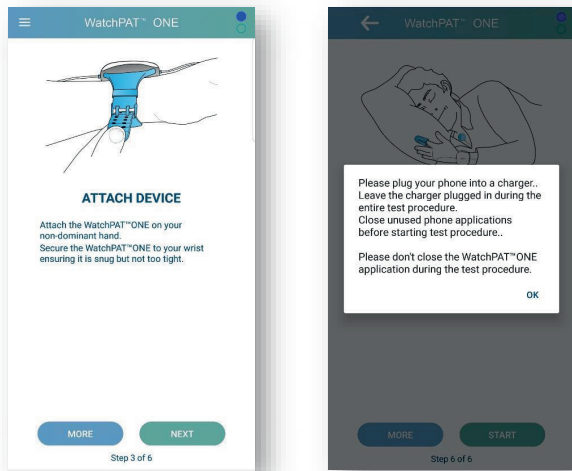 WatchPAT™ ONE
ATTACH DEVICE
Attach the WatchPAT™ONE on your
non-dominant hand.
Secure the WatchPAT™ONE to your wrist
ensuring it is snug but not too tight.
MORE
NEXT
Step 3 of 6
WatchPAT™ ONE
Please plug your phone into a charger..
Leave the charger plugged in during the
entire test procedure.
Close unused phone applications
before starting test procedure..
Please don't close the WatchPAT™ONE
application during the test procedure.
OK
MORE
START
Step 6 of 6